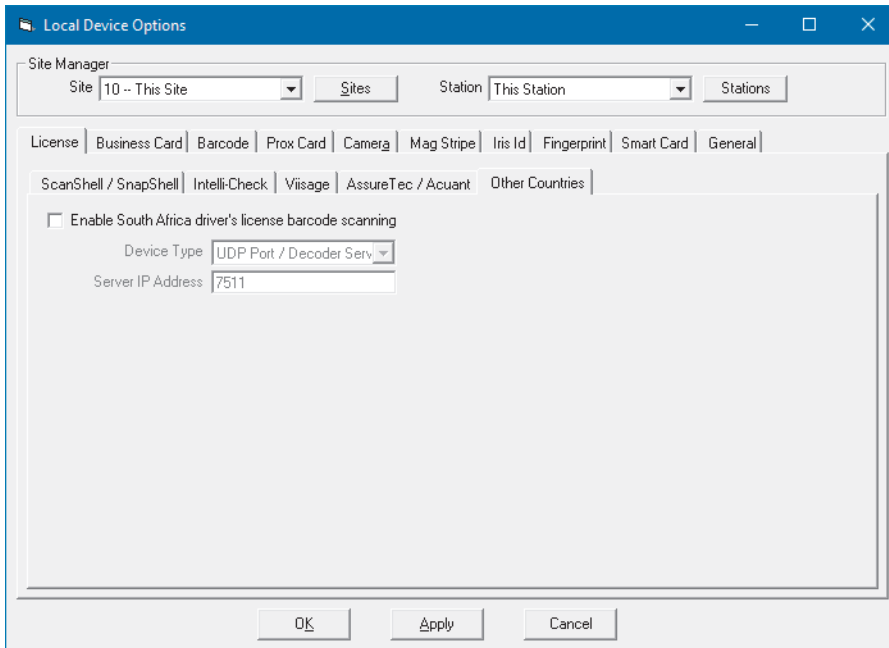 Local Device Options
Site Manager
Site 10 -- This Site Sites Station This Station Stations
License Business Card Barcode Prox Card Camera Mag Stripe Iris Id Fingerprint Smart Card General
ScanShell / SnapShell Intelli-Check Viisage AssureTec / Acuant Other Countries
Enable South Africa driver's license barcode scanning
Device Type UDP Port / Decoder Serv
Server IP Address 7511
OK Apply Cancel